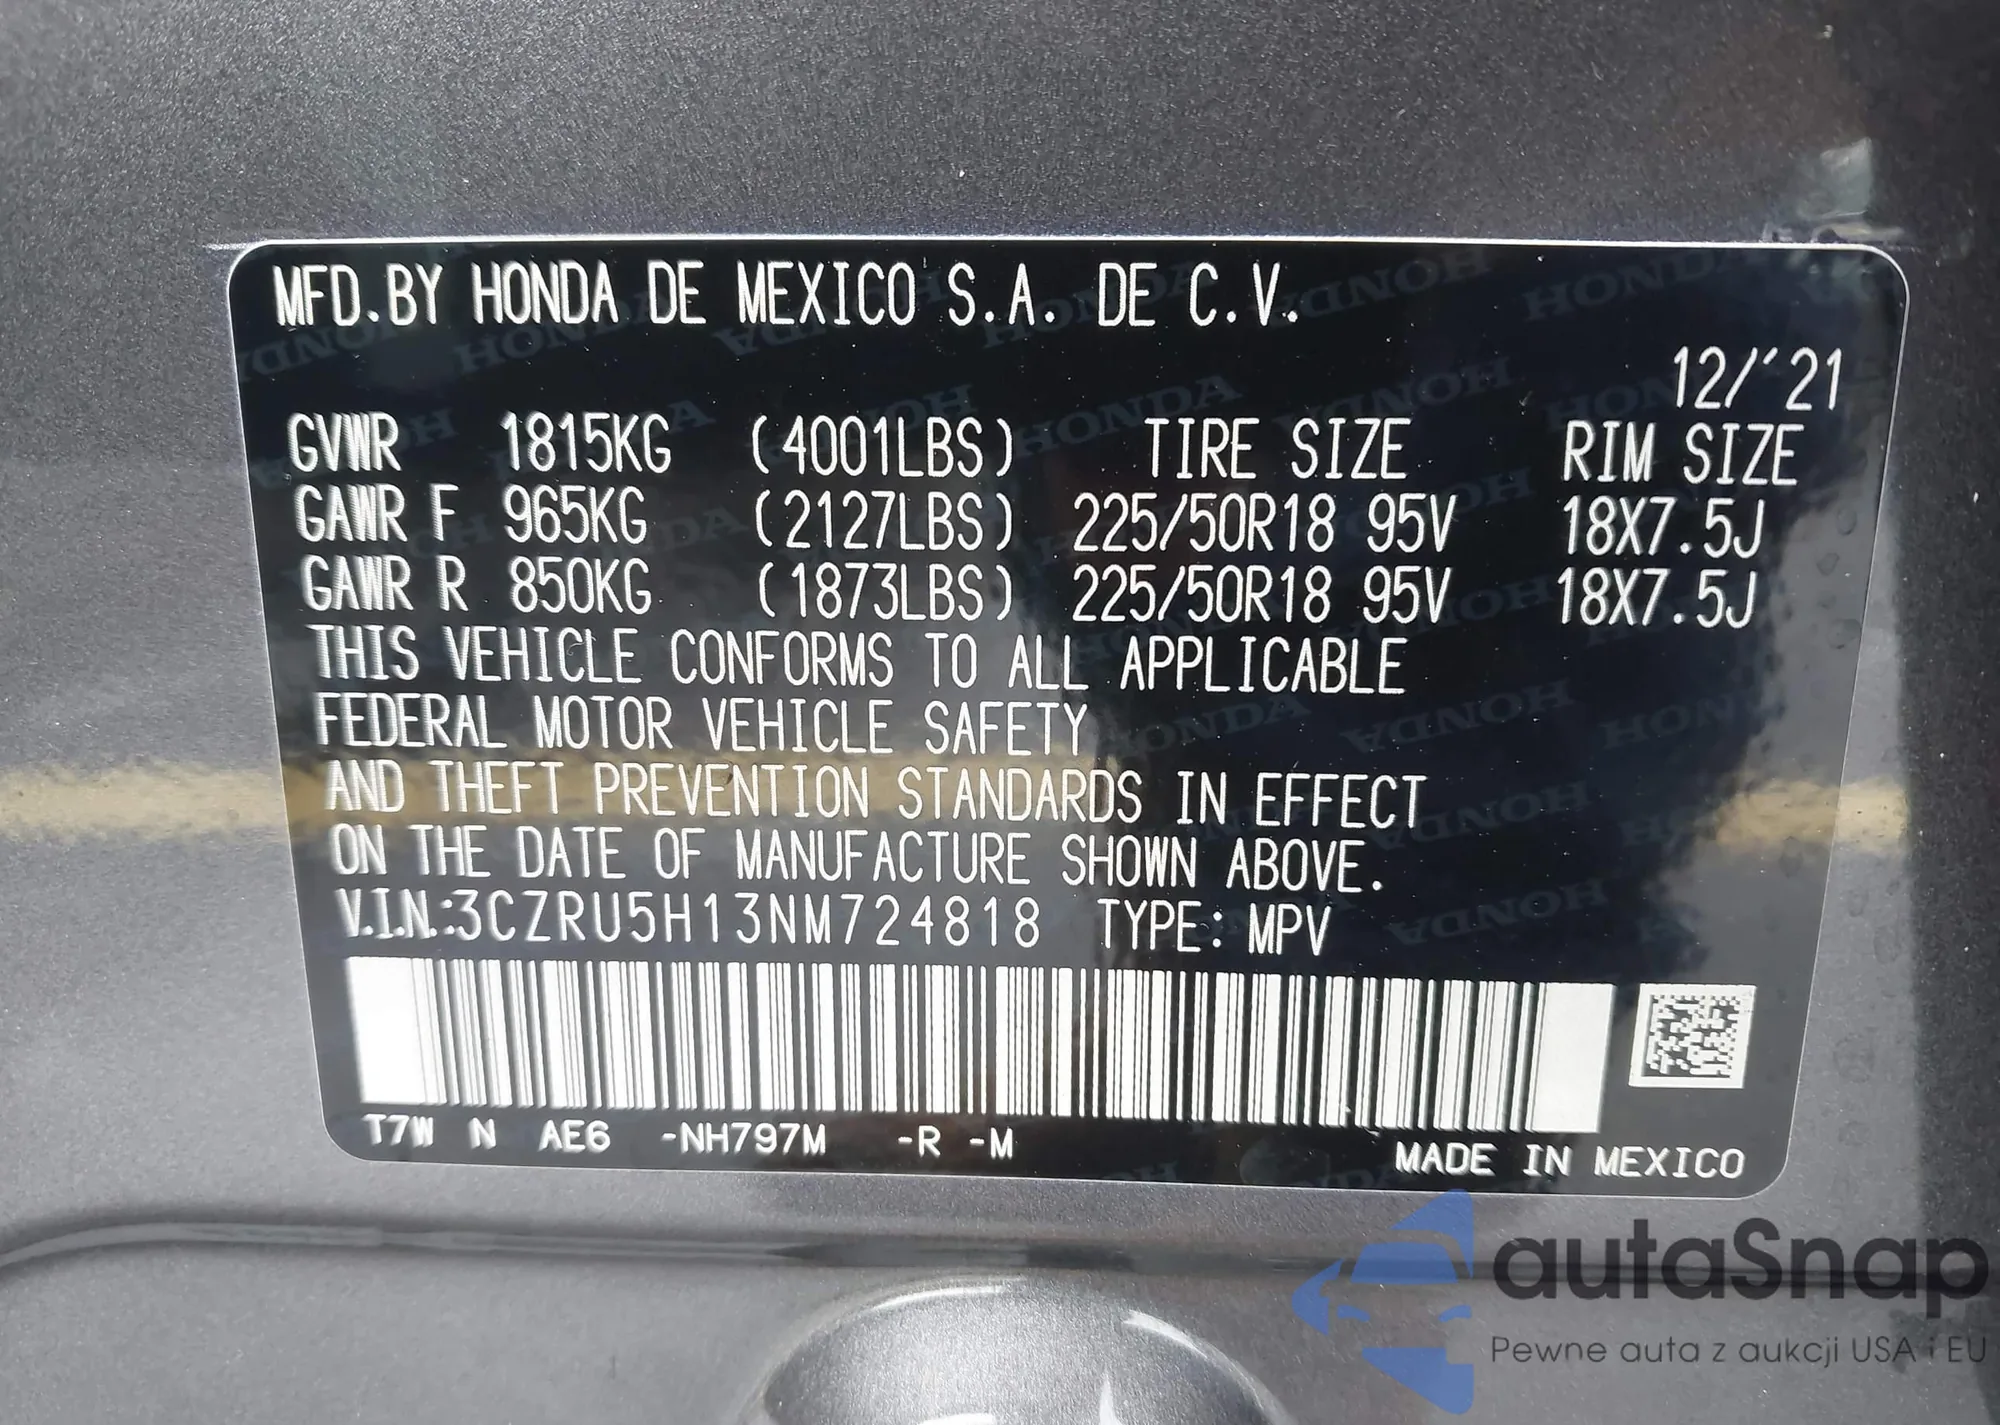 MFD.BY HONDA DE MEXICO S.A. DE C.V.
12/'21
GVWR 1815KG (4001LBS) TIRE SIZE RIM SIZE
GAWR F 965KG (2127LBS) 225/50R18 95V 18X7.5J
GAWR R 850KG (1873LBS) 225/50R18 95V 18X7.5J
THIS VEHICLE CONFORMS TO ALL APPLICABLE
FEDERAL MOTOR VEHICLE SAFETY
AND THEFT PREVENTION STANDARDS IN EFFECT
ON THE DATE OF MANUFACTURE SHOWN ABOVE.
V.I.N.:3CZRU5H13NM724818 TYPE: MPV
T7W N AE6 -NH797M -R -M
MADE IN MEXICO
autaSnap
Pewne auta z aukcji USA i EU